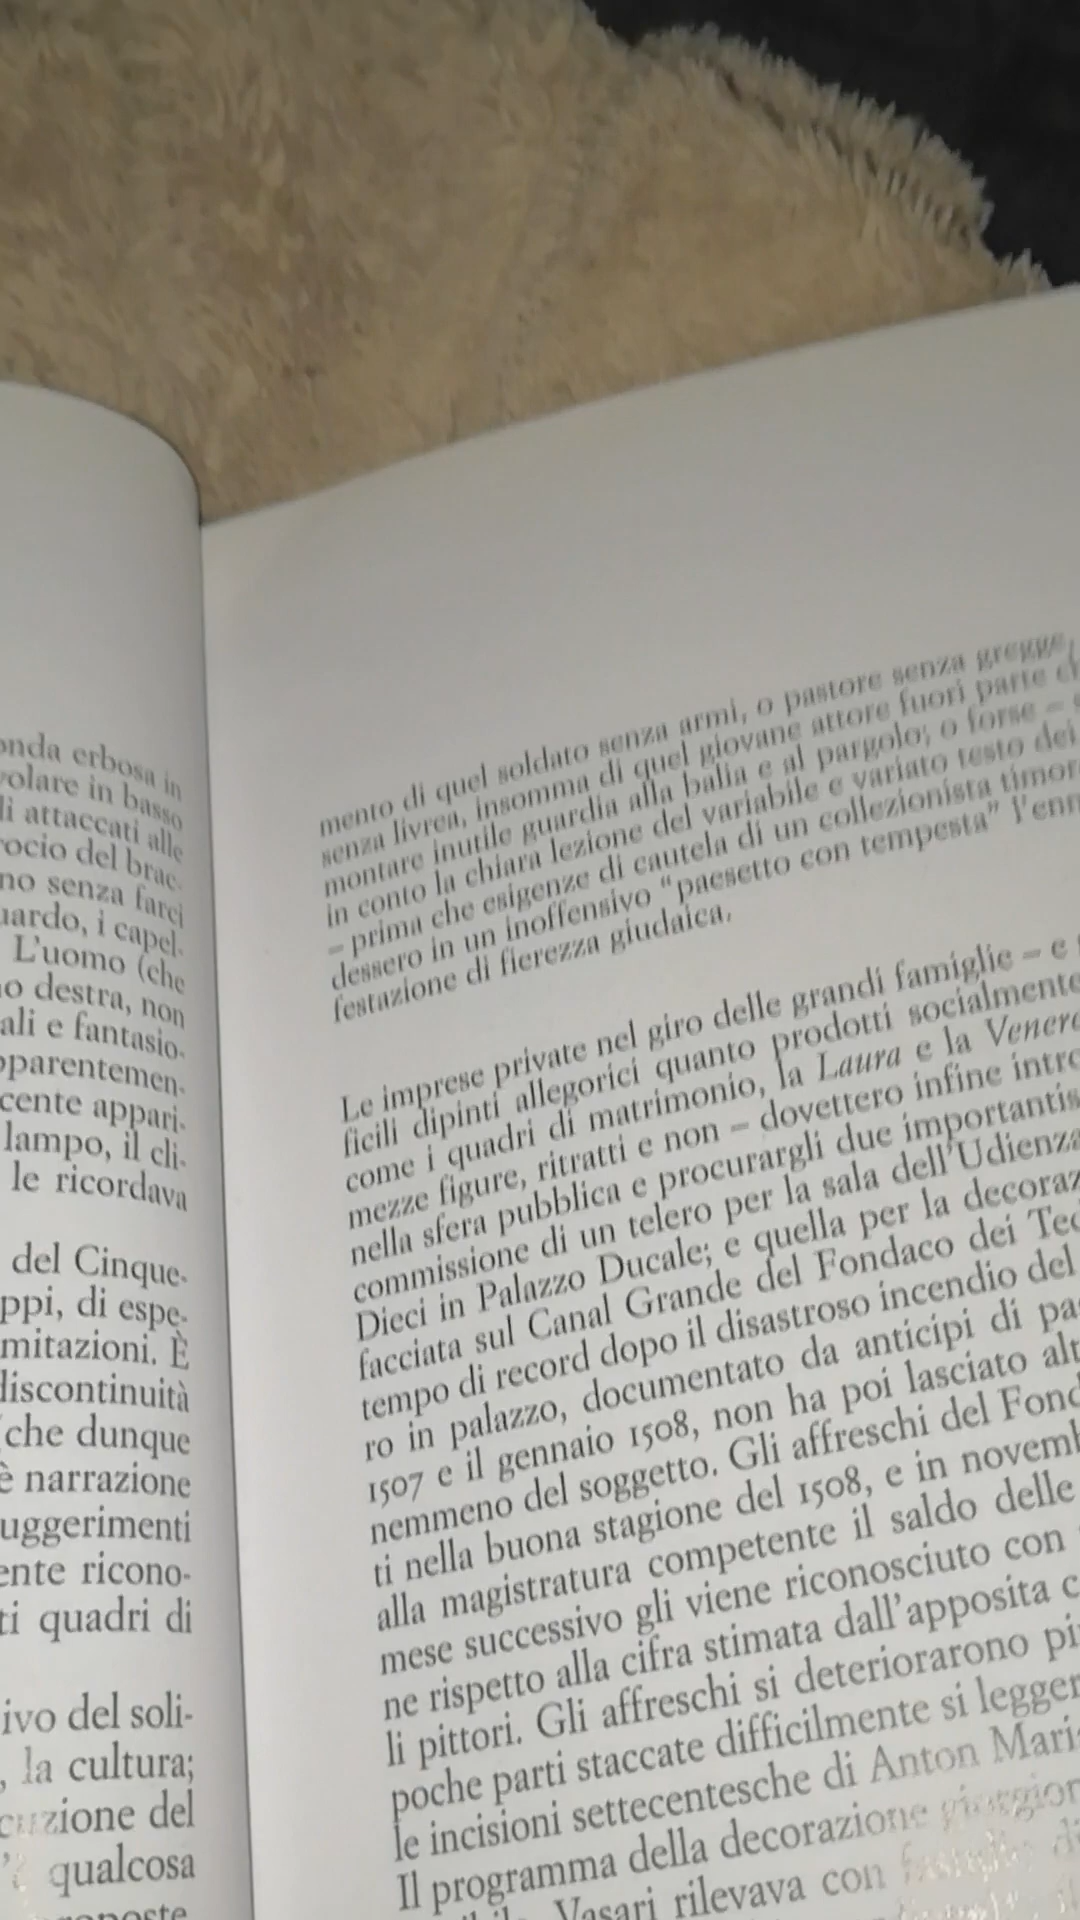 onda erbosa in
volare in basso
li attaccati alle
rocio del brac-
no senza farci
uardo, i capel-
L'uomo (che
no destra, non
ali e fantasio-
pparentemen-
cente appari-
lampo, il cli-
le ricordava
del Cinque-
ppi, di espe-
mitazioni. È
discontinuità
(che dunque
è narrazione
uggerimenti
ente ricono-
ti quadri di
ivo del soli-
, la cultura;
cuzione del
qualcosa
mento di quel soldato senza armi, o pastore senza gregge,
senza livrea, insomma di quel giovane attore fuori parte
montare inutile guardia alla balia e al pargolo; o forse –
in conto la chiara lezione del variabile e variato testo dei
– prima che esigenze di cautela di un collezionista timor
dessero in un inoffensivo “paesetto con tempesta” l'enn
festazione di fierezza giudaica.
Le imprese private nel giro delle grandi famiglie – e
ficili dipinti allegorici quanto prodotti socialmente
come i quadri di matrimonio, la Laura e la Venere
mezze figure, ritratti e non – dovettero infine intro
nella sfera pubblica e procurargli due importantis
commissione di un telero per la sala dell'Udienza
Dieci in Palazzo Ducale; e quella per la decoraz
facciata sul Canal Grande del Fondaco dei Tec
tempo di record dopo il disastroso incendio del
ro in palazzo, documentato da anticipi di pa
1507 e il gennaio 1508, non ha poi lasciato alt
nemmeno del soggetto. Gli affreschi del Fond
ti nella buona stagione del 1508, e in novemb
alla magistratura competente il saldo delle
mese successivo gli viene riconosciuto con
ne rispetto alla cifra stimata dall'apposita c
li pittori. Gli affreschi si deteriorarono pi
poche parti staccate difficilmente si legger
le incisioni settecentesche di Anton Mari
Il programma della decorazione giorgion
Vasari rilevava con